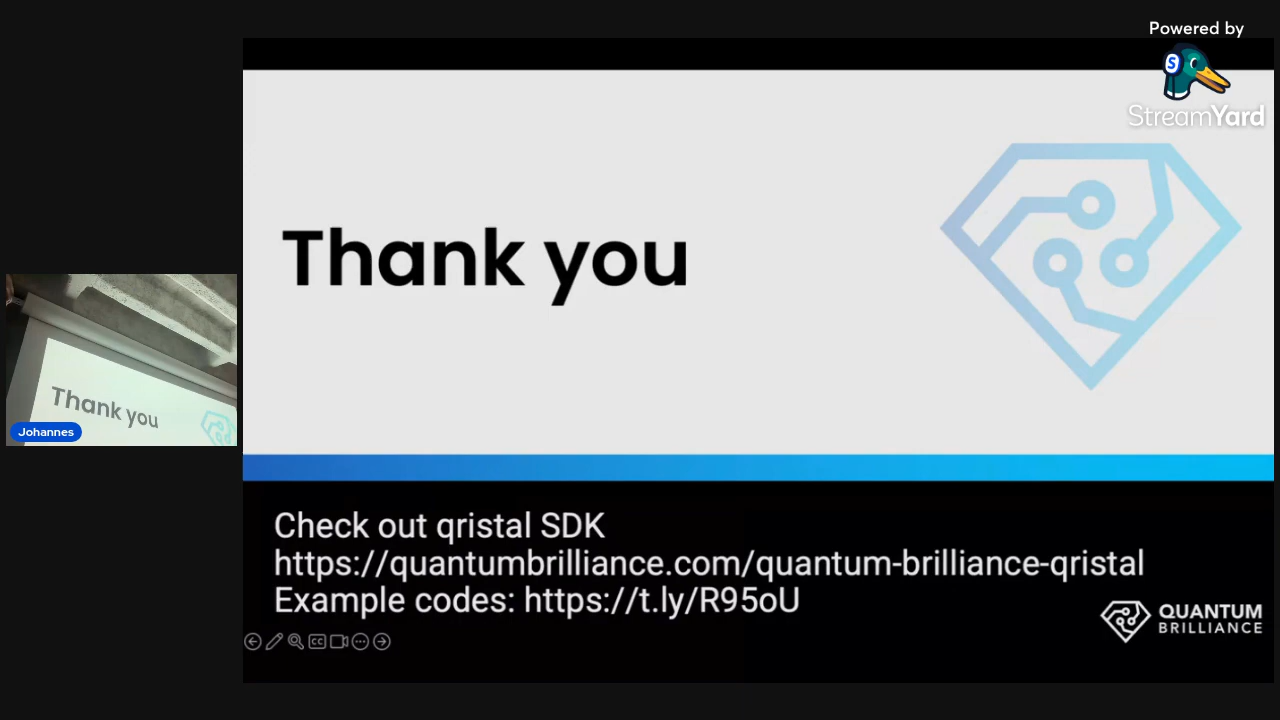 Powered by
S
StreamYard
Thank you
Thank you
Johannes
Check out qristal SDK
https://quantumbrilliance.com/quantum-brilliance-qristal
Example codes: https://t.ly/R95oU
QUANTUM
BRILLIANCE
CC